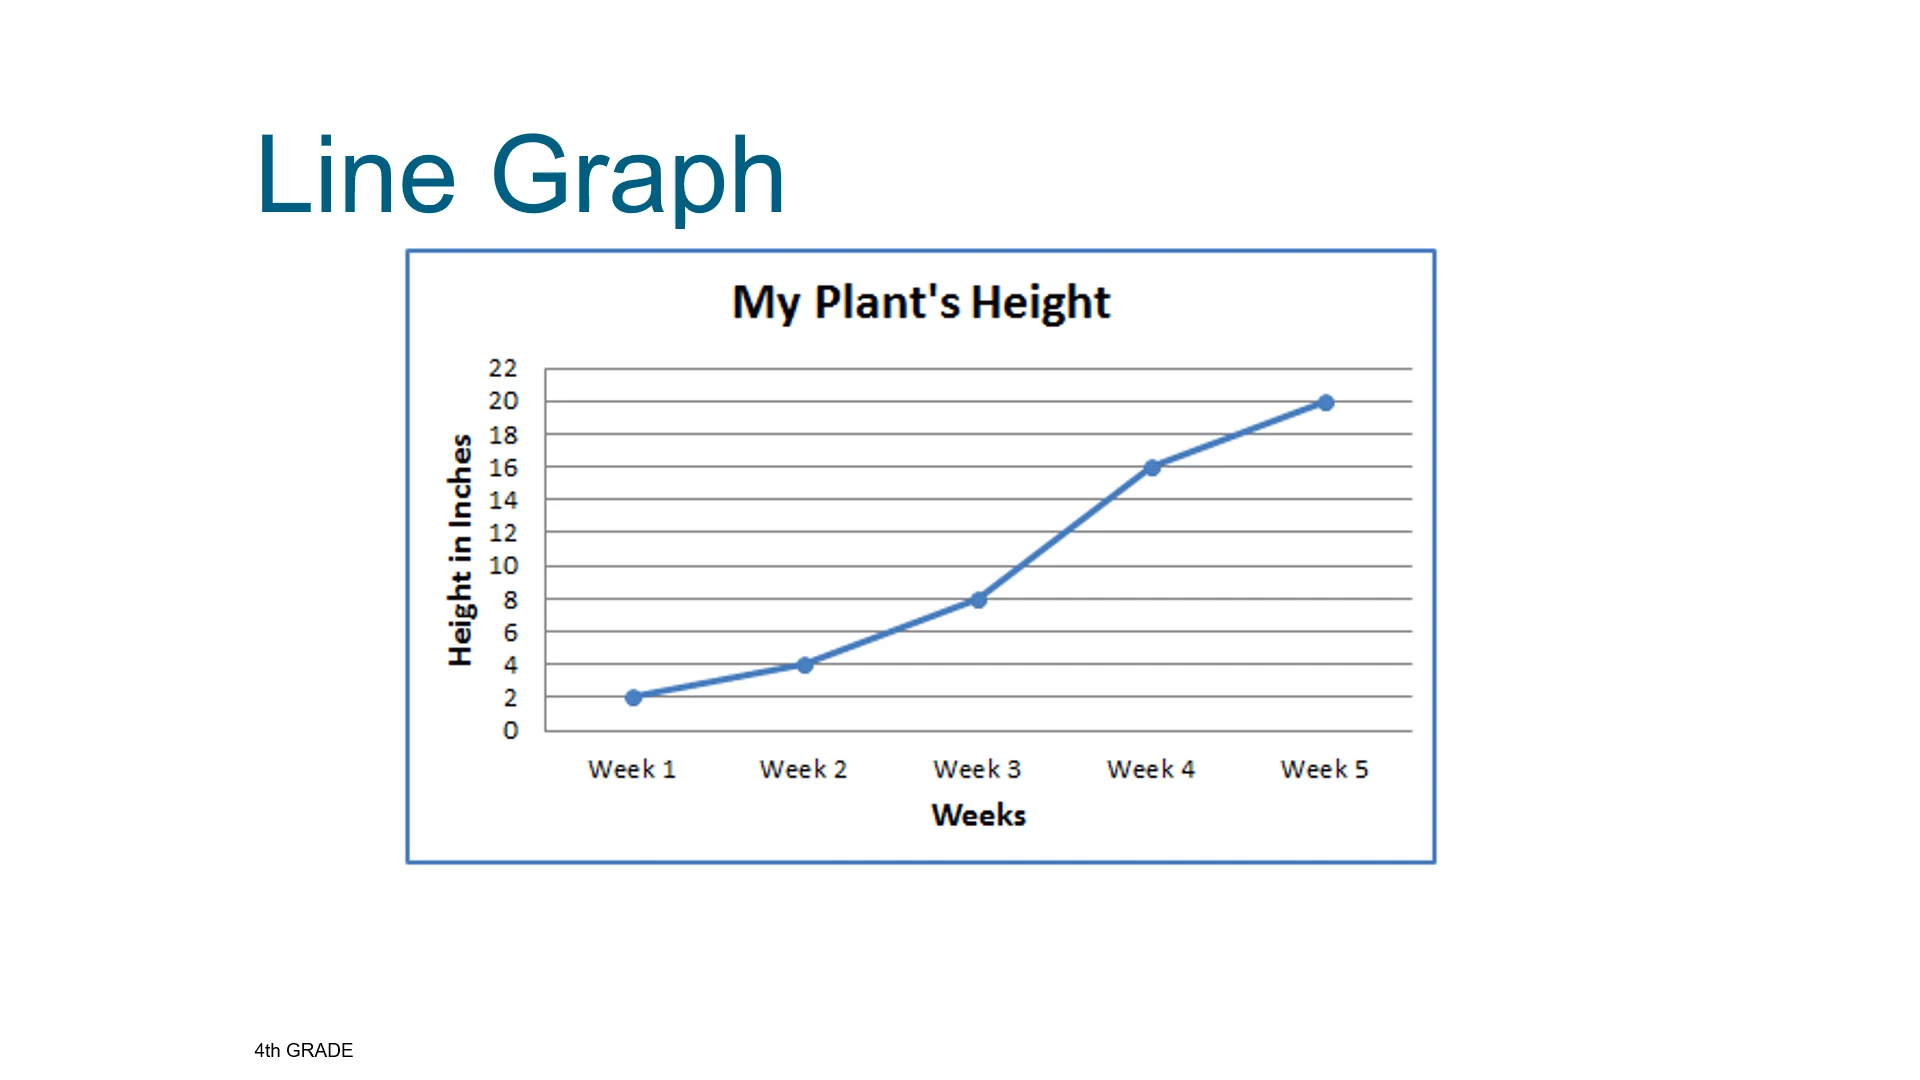 Line Graph
My Plant's Height
22
20
18
16
14
12
10
8
6
4
2
0
Height in Inches
Week 1 Week 2 Week 3 Week 4 Week 5
Weeks
4th GRADE